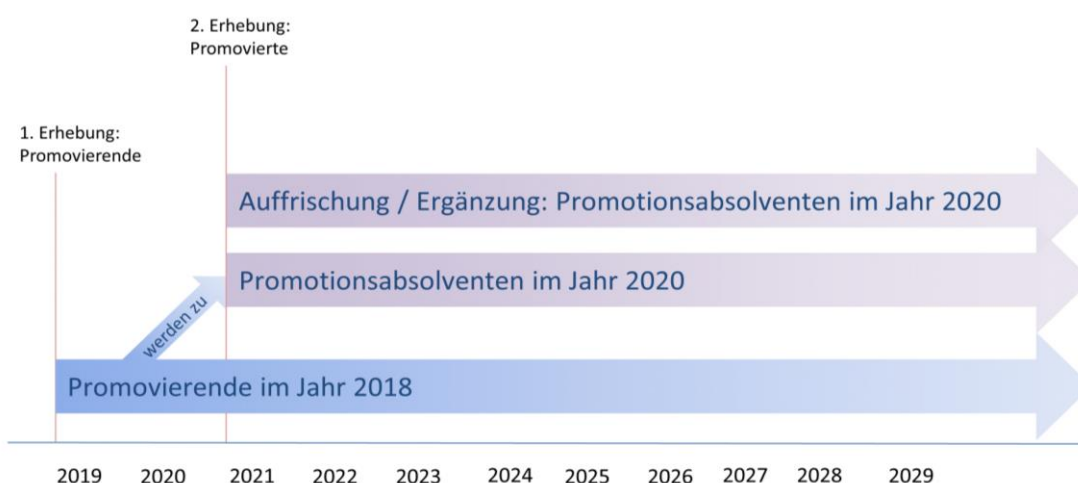 2. Erhebung:
Promovierte
1. Erhebung:
Promovierende
Auffrischung / Ergänzung: Promotionsabsolventen im Jahr 2020
Promotionsabsolventen im Jahr 2020
werden zu
Promovierende im Jahr 2018
2019 2020 2021 2022 2023 2024 2025 2026 2027 2028 2029